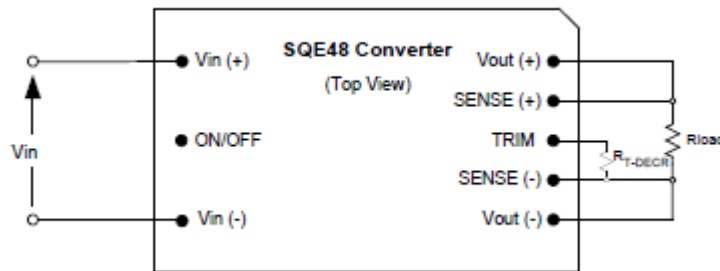 SQE48 Converter
(Top View)
Vin (+)
Vout (+)
SENSE (+)
ON/OFF
TRIM
Vin
RT-DECR
Rload
SENSE (-)
Vin (-)
Vout (-)